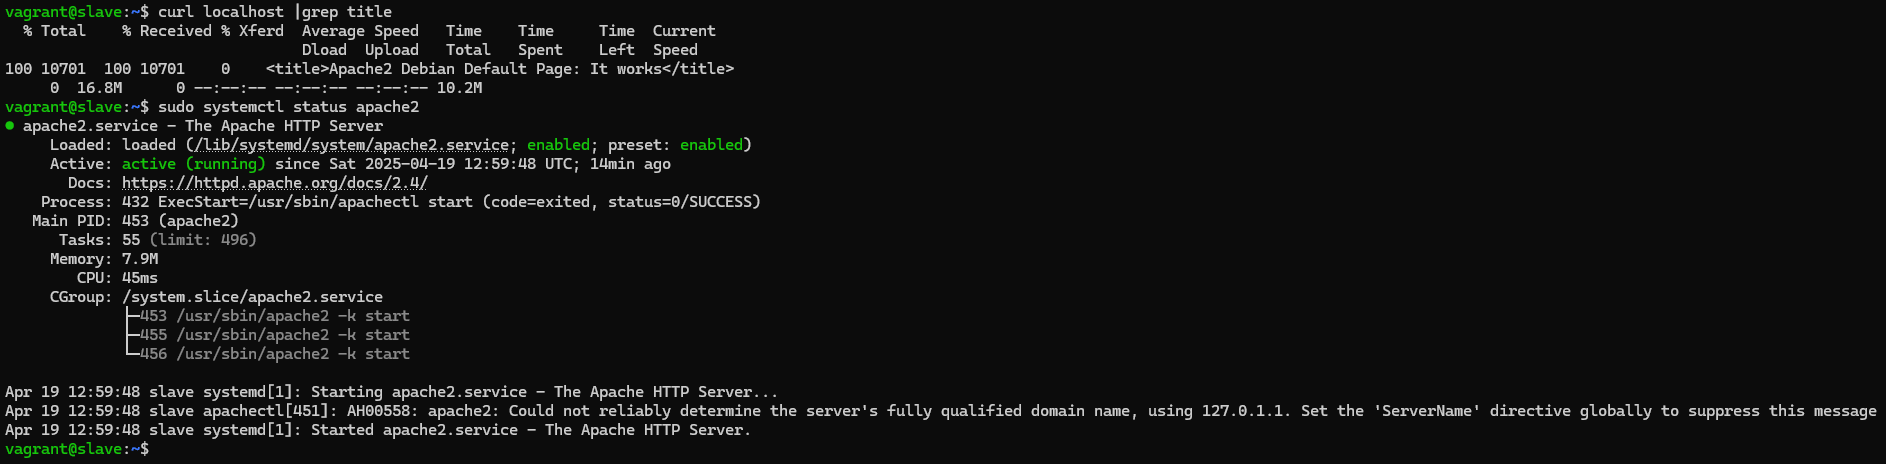 vagrant@slave:~$ curl localhost |grep title
  % Total    % Received % Xferd  Average Speed   Time    Time     Time  Current
                                 Dload  Upload   Total   Spent    Left  Speed
100 10701  100 10701    0    <title>Apache2 Debian Default Page: It works</title>
     0  16.8M      0 --:--:-- --:--:-- --:--:-- 10.2M
vagrant@slave:~$ sudo systemctl status apache2
● apache2.service - The Apache HTTP Server
     Loaded: loaded (/lib/systemd/system/apache2.service; enabled; preset: enabled)
     Active: active (running) since Sat 2025-04-19 12:59:48 UTC; 14min ago
       Docs: https://httpd.apache.org/docs/2.4/
    Process: 432 ExecStart=/usr/sbin/apachectl start (code=exited, status=0/SUCCESS)
   Main PID: 453 (apache2)
      Tasks: 55 (limit: 496)
     Memory: 7.9M
        CPU: 45ms
     CGroup: /system.slice/apache2.service
             ├─453 /usr/sbin/apache2 -k start
             ├─455 /usr/sbin/apache2 -k start
             └─456 /usr/sbin/apache2 -k start
Apr 19 12:59:48 slave systemd[1]: Starting apache2.service - The Apache HTTP Server...
Apr 19 12:59:48 slave apachectl[451]: AH00558: apache2: Could not reliably determine the server's fully qualified domain name, using 127.0.1.1. Set the 'ServerName' directive globally to suppress this message
Apr 19 12:59:48 slave systemd[1]: Started apache2.service - The Apache HTTP Server.
vagrant@slave:~$